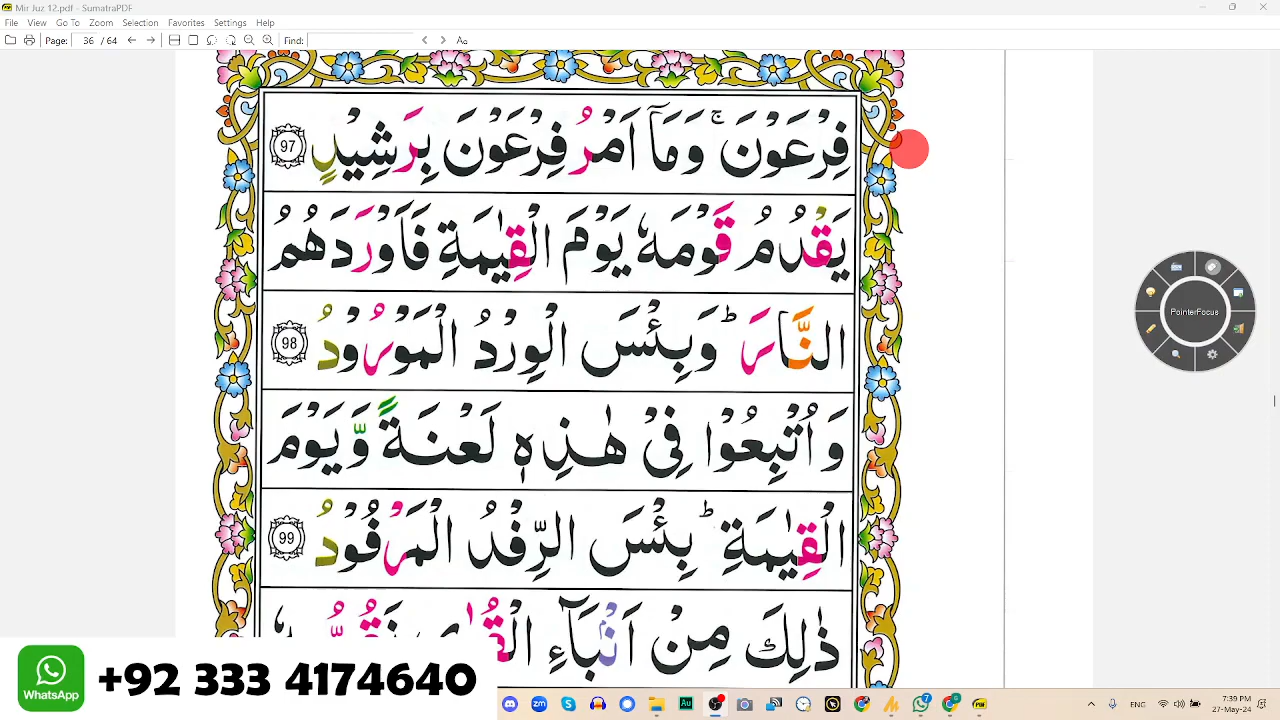 Mir Juz 12.pdf - SumatraPDF
File View Go To Zoom Selection Favorites Settings Help
Page: 36 / 64 Find:
فِرْعَوْنَ ۚ وَمَآ اَمْرُ فِرْعَوْنَ بِرَشِيْدٍ 97
يَقْدُمُ قَوْمَهٗ يَوْمَ الْقِيٰمَةِ فَاَوْرَدَهُمُ
النَّارَ ؕ وَبِئْسَ الْوِرْدُ الْمَوْرُوْدُ 98
وَاُتْبِعُوْا فِىْ هٰذِهٖ لَعْنَةً وَّيَوْمَ
الْقِيٰمَةِ ؕ بِئْسَ الرِّفْدُ الْمَرْفُوْدُ 99
ذٰلِكَ مِنْ اَنْۢبَآءِ الْقُرٰى نَقُصُّهٗ
PointerFocus
WhatsApp +92 333 4174640
ENG 7:39 PM
27-May-24